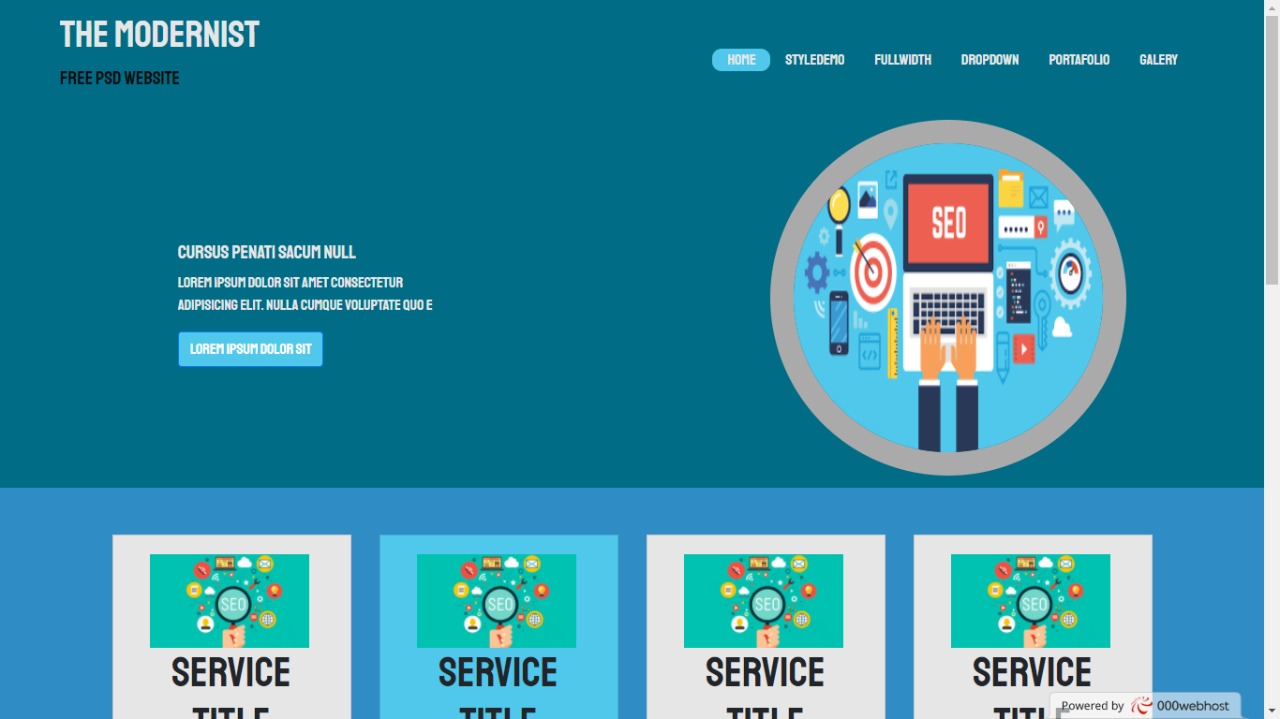 THE MODERNIST
FREE PSD WEBSITE
HOME STYLEDEMO FULLWIDTH DROPDOWN PORTAFOLIO GALERY
SEO
CURSUS PENATI SACUM NULL
LOREM IPSUM DOLOR SIT AMET CONSECTETUR
ADIPISICING ELIT. NULLA CUMQUE VOLUPTATE QUO E
LOREM IPSUM DOLOR SIT
SEO SEO SEO SEO
SERVICE SERVICE SERVICE SERVICE
TITLE TITLE TITLE TITLE
Powered by 000webhost